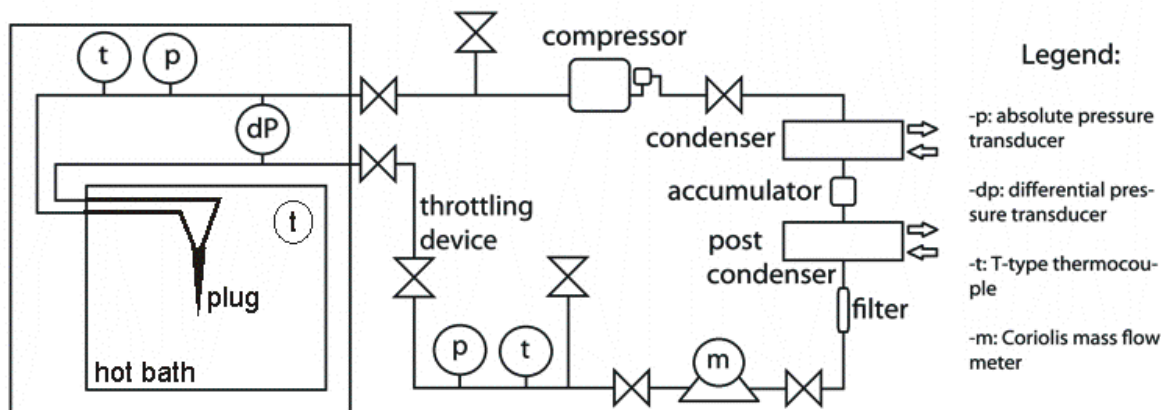 t
p
compressor
dP
condenser
accumulator
t
throttling
device
post
condenser
plug
filter
hot bath
p
t
m
Legend:
-p: absolute pressure
transducer
-dp: differential pres-
sure transducer
-t: T-type thermocou-
ple
-m: Coriolis mass flow
meter